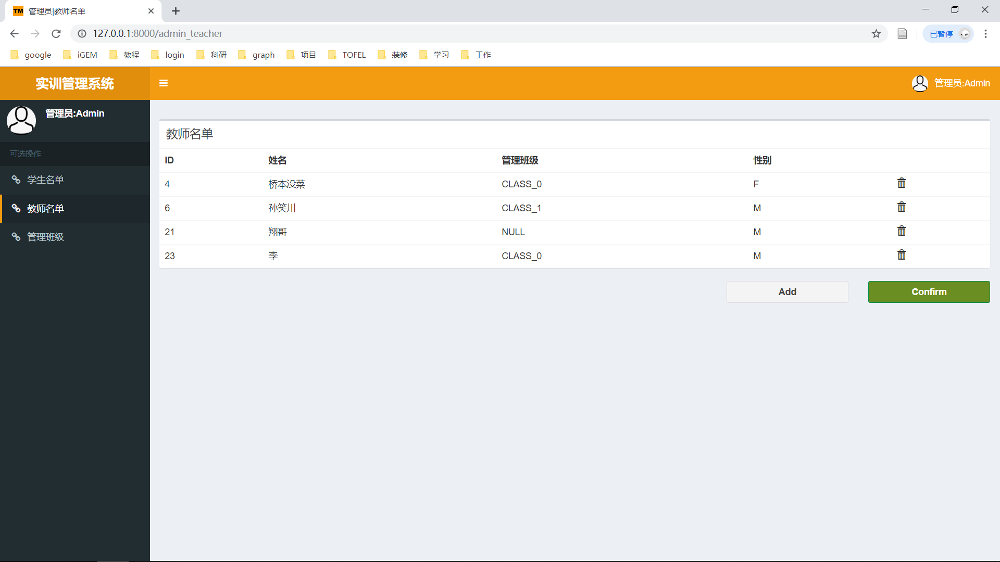 TM 管理员|教师名单
127.0.0.1:8000/admin_teacher 已暂停
google iGEM 教程 login 科研 graph 项目 TOFEL 装修 学习 工作
实训管理系统 管理员:Admin
管理员:Admin
可选操作
学生名单
教师名单
管理班级
教师名单
ID 姓名 管理班级 性别
4 桥本没菜 CLASS_0 F
6 孙笑川 CLASS_1 M
21 翔哥 NULL M
23 李 CLASS_0 M
Add Confirm